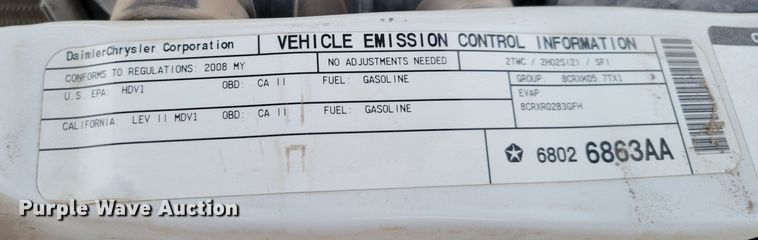 DaimlerChrysler Corporation
VEHICLE EMISSION CONTROL INFORMATION
CONFORMS TO REGULATIONS: 2008 MY
NO ADJUSTMENTS NEEDED
2TWC / 2HO2S(2) / SFI
U.S. EPA: HDV1 OBD: CA II FUEL: GASOLINE
GROUP: 8CRXK05.7TX1
EVAP:
8CRXR0283GFH
CALIFORNIA: LEV II MDV1 OBD: CA II FUEL: GASOLINE
6802 6863AA
Purple Wave Auction